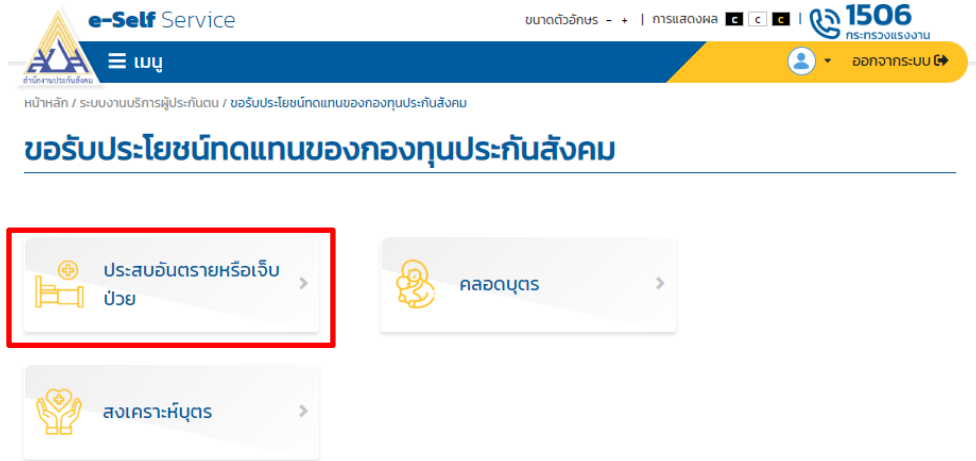 e-Self Service
ขนาดตัวอักษร - + | การแสดงผล C C C | 1506
กระทรวงแรงงาน
สำนักงานประกันสังคม
เมนู
ออกจากระบบ
หน้าหลัก / ระบบงานบริการผู้ประกันตน / ขอรับประโยชน์ทดแทนของกองทุนประกันสังคม
ขอรับประโยชน์ทดแทนของกองทุนประกันสังคม
ประสบอันตรายหรือเจ็บ
ป่วย
คลอดบุตร
สงเคราะห์บุตร